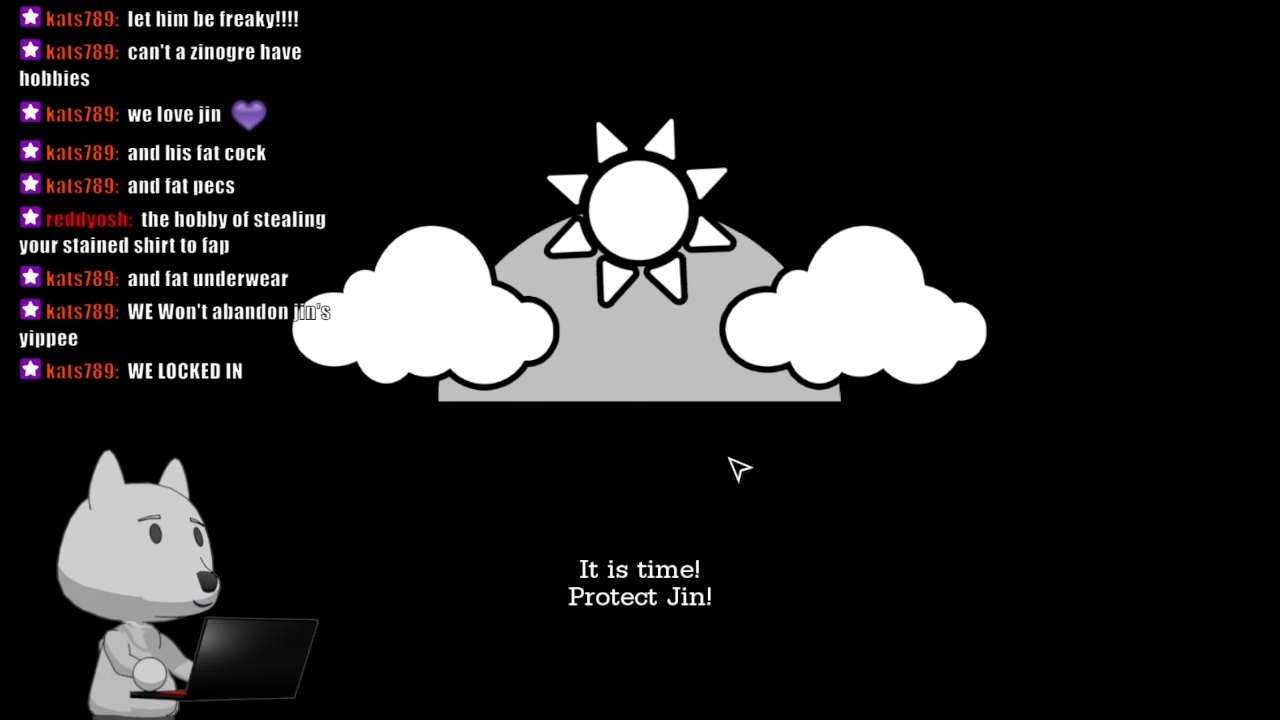 kats789: let him be freaky!!!!
kats789: can't a zinogre have
hobbies
kats789: we love jin
kats789: and his fat cock
kats789: and fat pecs
reddyosh: the hobby of stealing
your stained shirt to fap
kats789: and fat underwear
kats789: WE Won't abandon jin's
yippee
kats789: WE LOCKED IN
It is time!
Protect Jin!